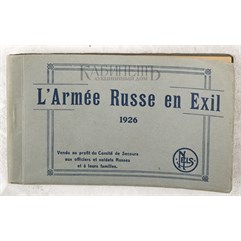 КАБИНЕТЪ
L'Armée Russe en Exil
1926
Vendu au profit du Comité de Secours
aux officiers et soldats Russes
et à leurs familles.